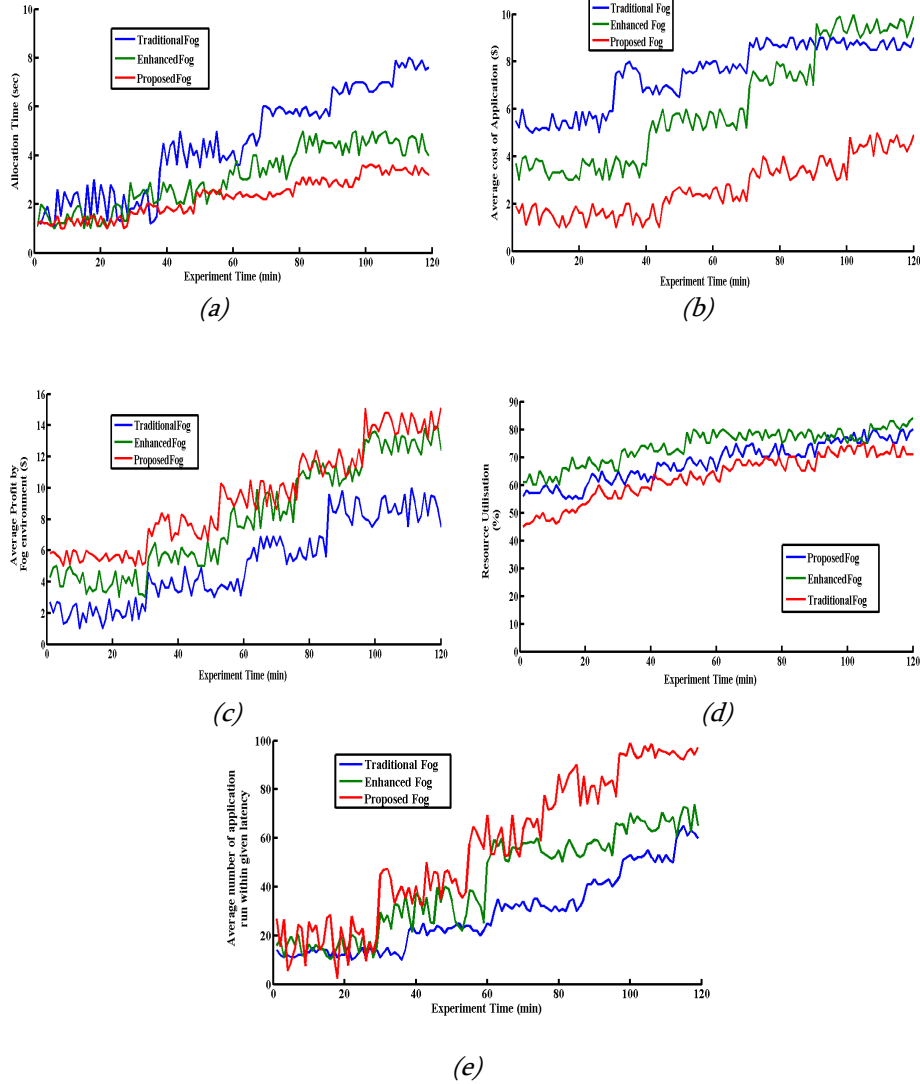 Allocation Time (sec)
10
8
6
4
2
0
TraditionalFog
EnhancedFog
ProposedFog
0
20
40
60
80
100
120
Experiment Time (min)
(a)
Average cost of Application ($)
10
8
6
4
2
0
Traditional Fog
Enhanced Fog
Proposed Fog
0
20
40
60
80
100
120
Experiment Time (min)
(b)
Average Profit by
Fog environment ($)
16
14
12
10
8
6
4
2
0
TraditionalFog
EnhancedFog
ProposedFog
0
20
40
60
80
100
120
Experiment Time (min)
(c)
Resource Utilisation
(%)
90
80
70
60
50
40
30
20
10
0
ProposedFog
EnhancedFog
TraditionalFog
0
20
40
60
80
100
120
Experiment Time (min)
(d)
Average number of application
run within given latency
100
80
60
40
20
0
Traditional Fog
Enhanced Fog
Proposed Fog
0
20
40
60
80
100
120
Experiment Time (min)
(e)